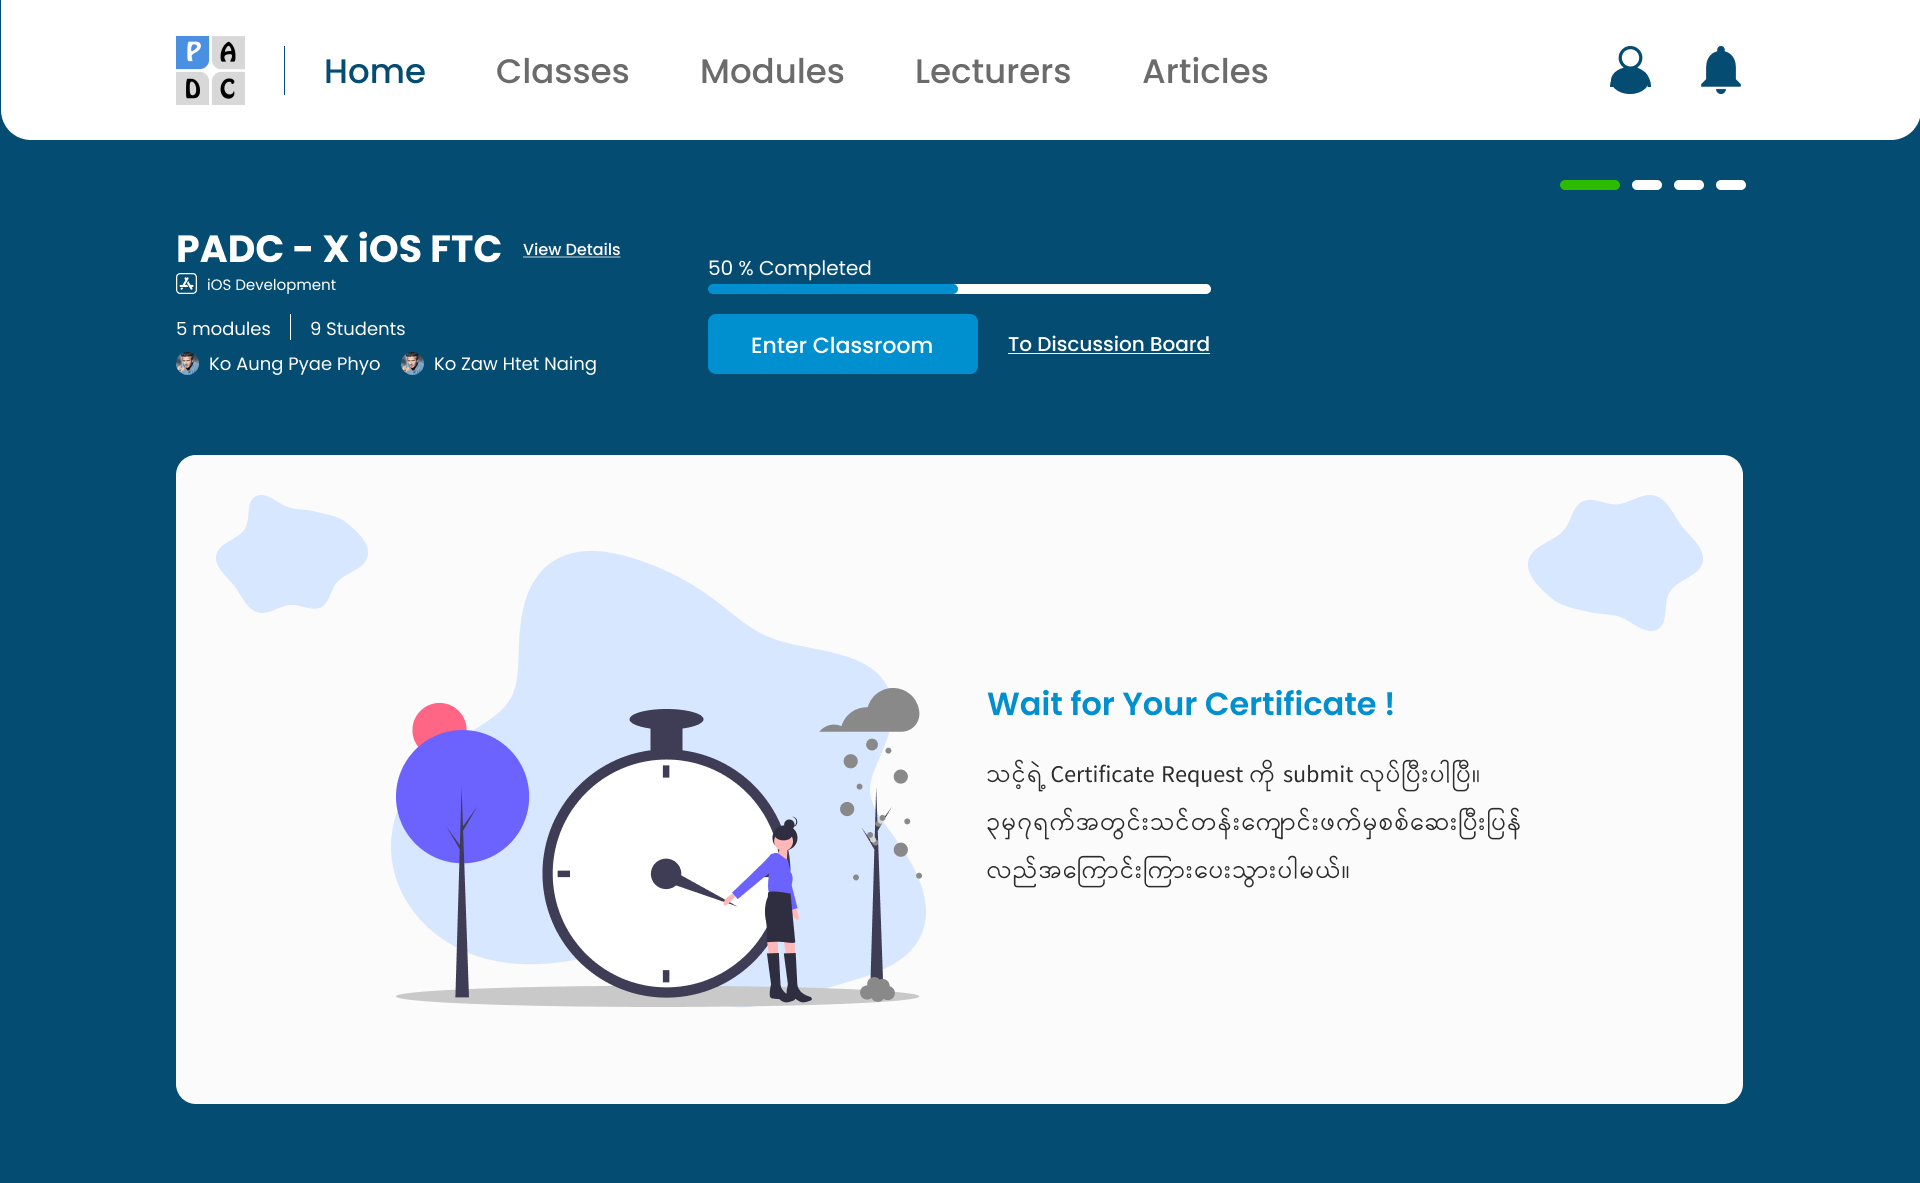 P A
D C
Home Classes Modules Lecturers Articles
PADC - X iOS FTC View Details
iOS Development
5 modules 9 Students
Ko Aung Pyae Phyo Ko Zaw Htet Naing
50 % Completed
Enter Classroom To Discussion Board
Wait for Your Certificate !
သင့်ရဲ့ Certificate Request ကို submit လုပ်ပြီးပါပြီ။
၃မှ၇ရက်အတွင်းသင်တန်းကျောင်းဖက်မှစစ်ဆေးပြီးပြန်
လည်အကြောင်းကြားပေးသွားပါမယ်။